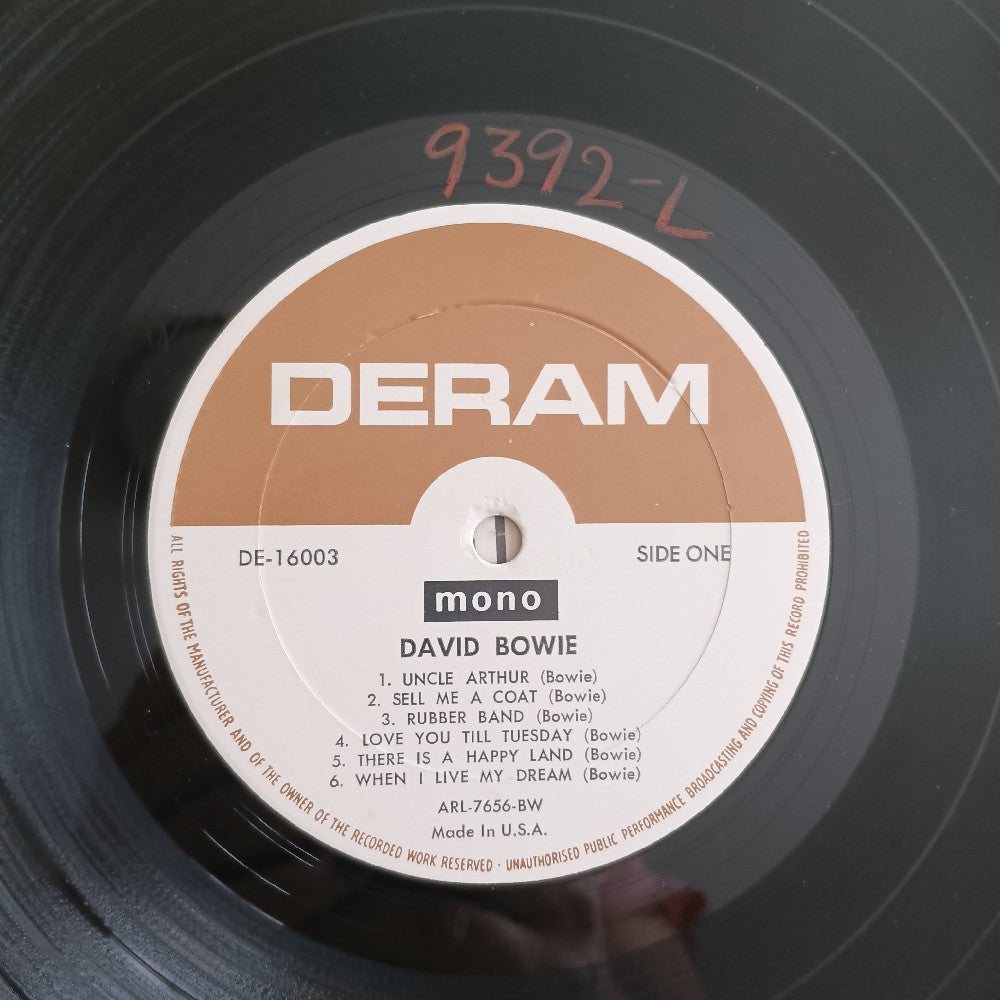 9392-L
DERAM
DE-16003
SIDE ONE
mono
DAVID BOWIE
1. UNCLE ARTHUR (Bowie)
2. SELL ME A COAT (Bowie)
3. RUBBER BAND (Bowie)
4. LOVE YOU TILL TUESDAY (Bowie)
5. THERE IS A HAPPY LAND (Bowie)
6. WHEN I LIVE MY DREAM (Bowie)
ARL-7656-BW
Made In U.S.A.
ALL RIGHTS OF THE MANUFACTURER AND OF THE OWNER OF THE RECORDED WORK RESERVED · UNAUTHORISED PUBLIC PERFORMANCE BROADCASTING AND COPYING OF THIS RECORD PROHIBITED